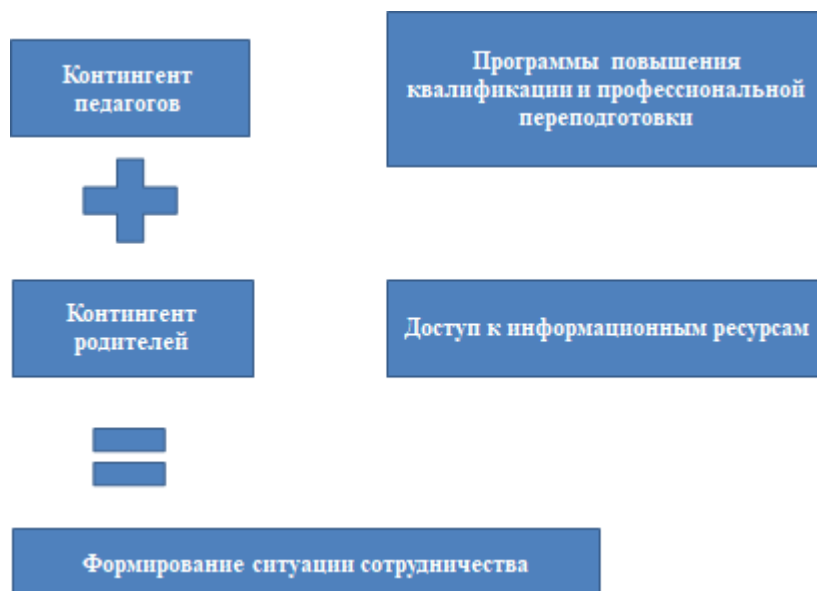 Контингент
педагогов
Программы повышения
квалификации и профессиональной
переподготовки
Контингент
родителей
Доступ к информационным ресурсам
Формирование ситуации сотрудничества